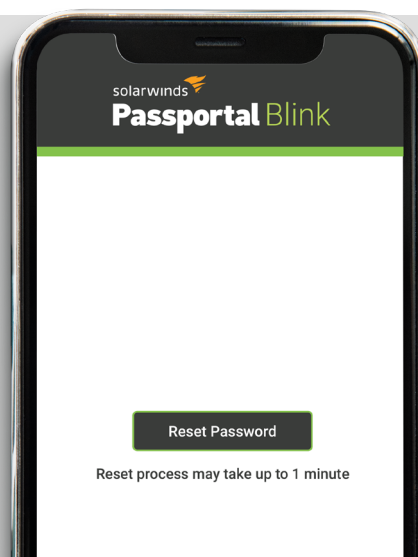 solarwinds
Passportal Blink
Reset Password
Reset process may take up to 1 minute